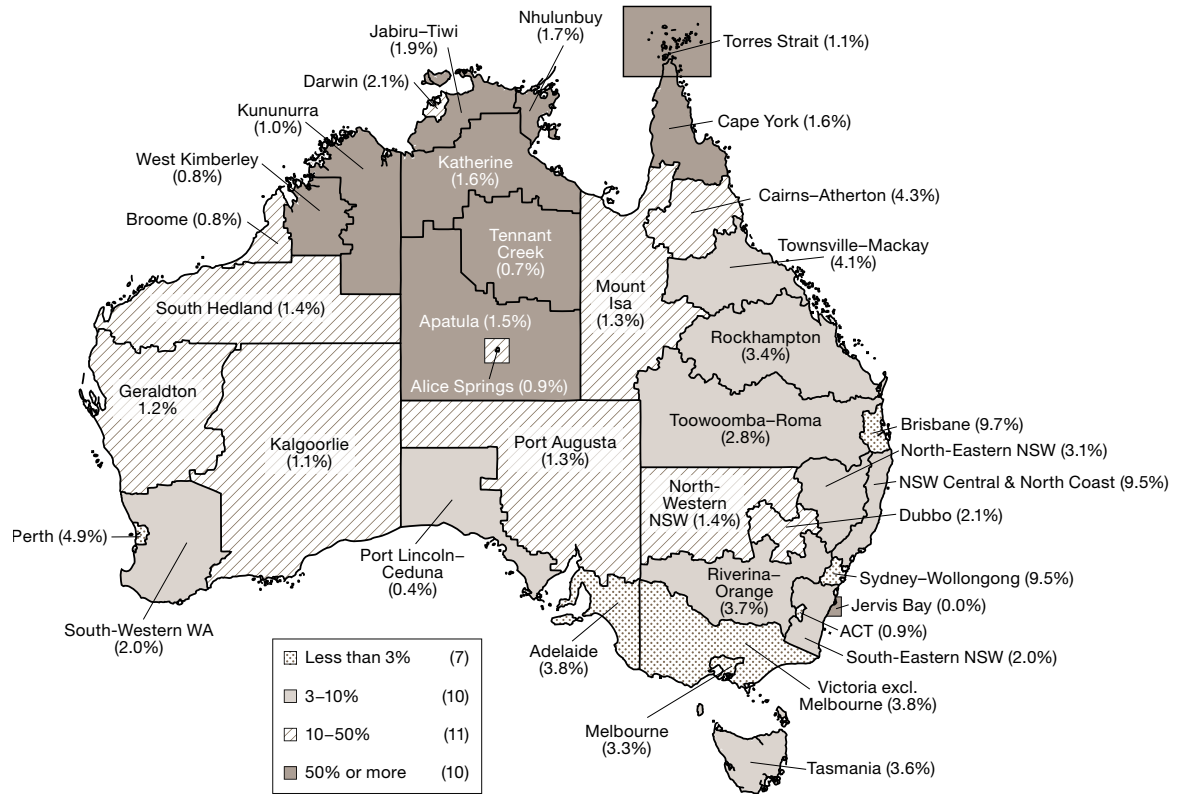 Nhulunbuy
(1.7%)
Jabiru–Tiwi
(1.9%)
Torres Strait (1.1%)
Darwin (2.1%)
Kununurra
(1.0%)
Cape York (1.6%)
West Kimberley
(0.8%)
Katherine
(1.6%)
Cairns–Atherton (4.3%)
Broome (0.8%)
Tennant
Creek
(0.7%)
Townsville–Mackay
(4.1%)
Mount
Isa
(1.3%)
South Hedland (1.4%)
Apatula (1.5%)
Rockhampton
(3.4%)
Alice Springs (0.9%)
Geraldton
1.2%
Toowoomba–Roma
(2.8%)
Brisbane (9.7%)
Kalgoorlie
(1.1%)
Port Augusta
(1.3%)
North-Eastern NSW (3.1%)
NSW Central & North Coast (9.5%)
North-
Western
NSW (1.4%)
Dubbo (2.1%)
Perth (4.9%)
Port Lincoln–
Ceduna
(0.4%)
Riverina–
Orange
(3.7%)
Sydney–Wollongong (9.5%)
Jervis Bay (0.0%)
ACT (0.9%)
South-Western WA
(2.0%)
Adelaide
(3.8%)
South-Eastern NSW (2.0%)
Victoria excl.
Melbourne (3.8%)
Melbourne
(3.3%)
Tasmania (3.6%)
Less than 3% (7)
3–10% (10)
10–50% (11)
50% or more (10)